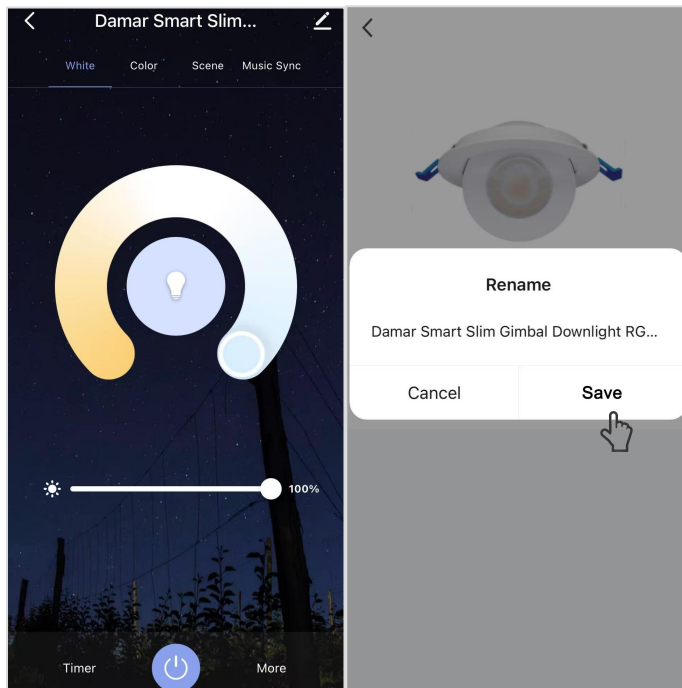 Damar Smart Slim...
White Color Scene Music Sync
100%
Timer More
Rename
Damar Smart Slim Gimbal Downlight RG...
Cancel Save